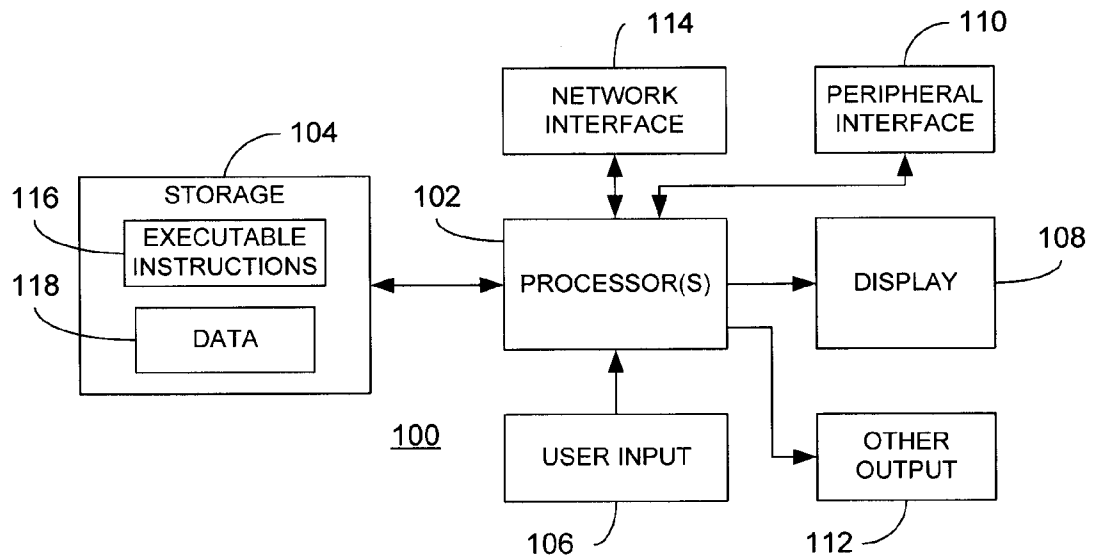 114
110
NETWORK
INTERFACE
PERIPHERAL
INTERFACE
104
STORAGE
116
EXECUTABLE
INSTRUCTIONS
118
DATA
102
PROCESSOR(S)
DISPLAY
108
100
USER INPUT
OTHER
OUTPUT
106
112